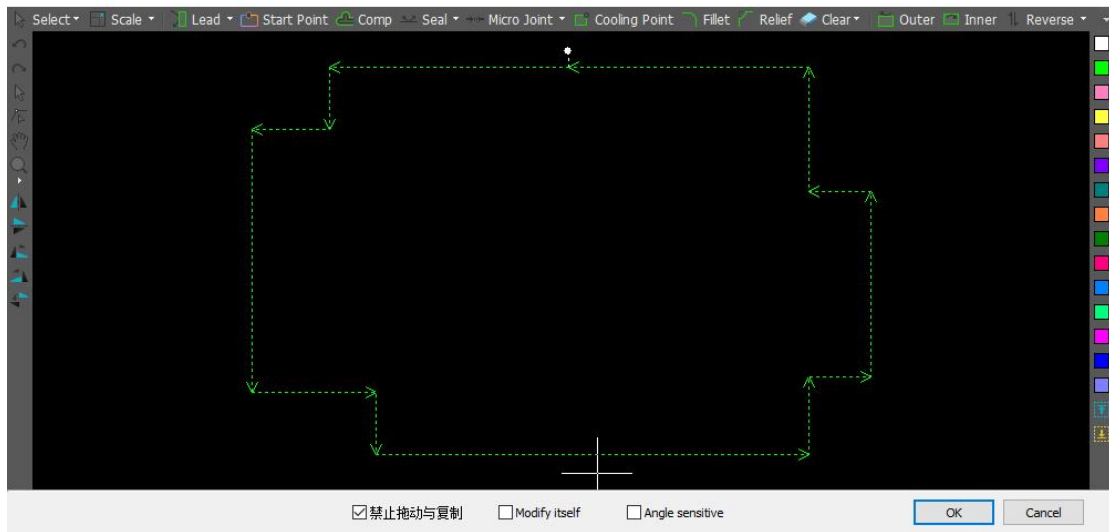 Select Scale Lead Start Point Comp Seal Micro Joint Cooling Point Fillet Relief Clear Outer Inner Reverse
禁止拖动与复制 Modify itself Angle sensitive OK Cancel